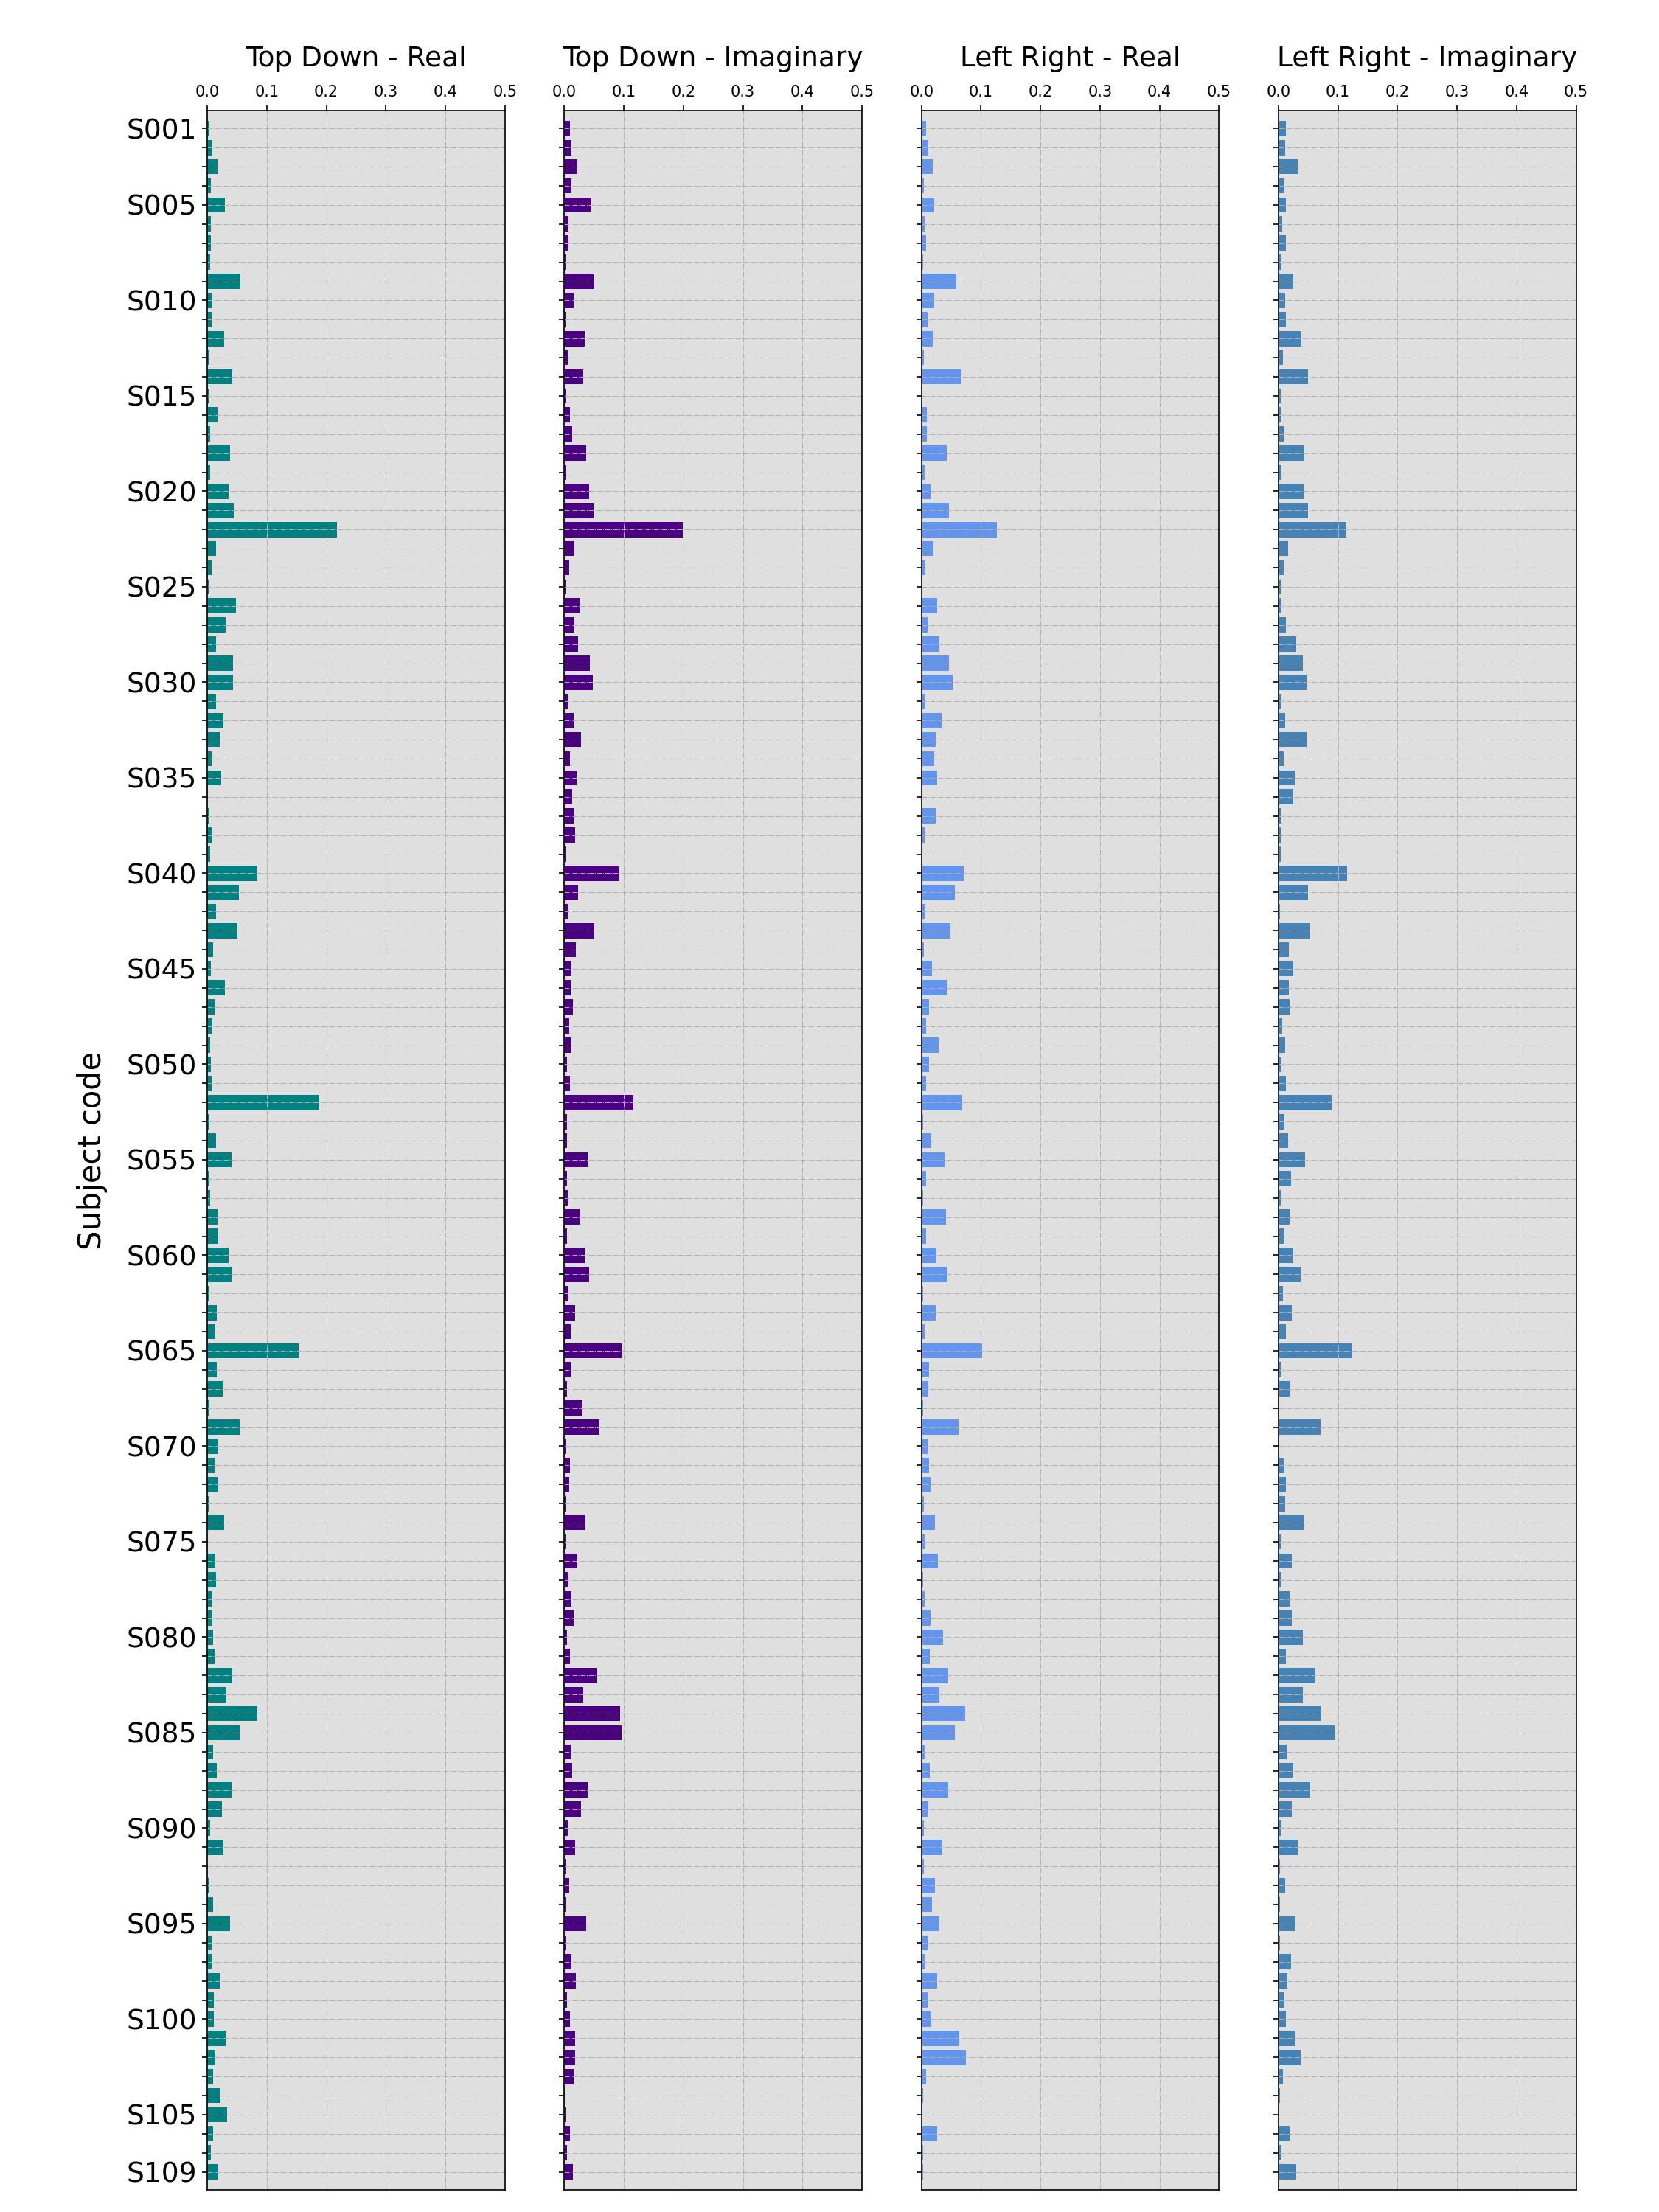 Top Down - Real
Top Down - Imaginary
Left Right - Real
Left Right - Imaginary
0.0 0.1 0.2 0.3 0.4 0.5
0.0 0.1 0.2 0.3 0.4 0.5
0.0 0.1 0.2 0.3 0.4 0.5
0.0 0.1 0.2 0.3 0.4 0.5
Subject code
S001
S005
S010
S015
S020
S025
S030
S035
S040
S045
S050
S055
S060
S065
S070
S075
S080
S085
S090
S095
S100
S105
S109